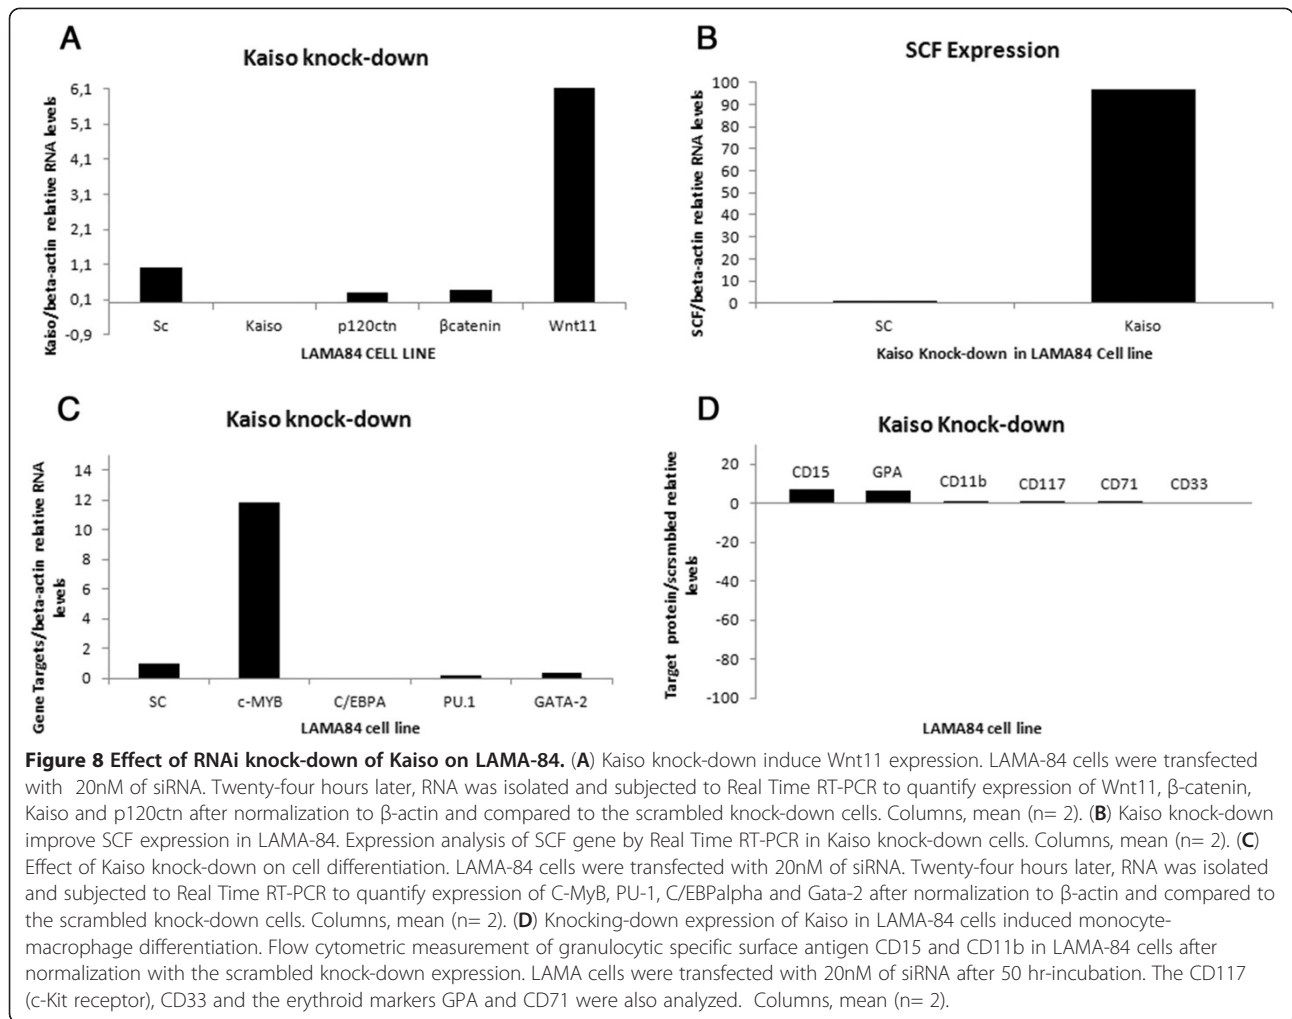 A
Kaiso knock-down
Kaiso/beta-actin relative RNA levels
6,1
5,1
4,1
3,1
2,1
1,1
0,1
-0,9
Sc Kaiso p120ctn βcatenin Wnt11
LAMA84 CELL LINE
B
SCF Expression
SCF/beta-actin relative RNA levels
100
90
80
70
60
50
40
30
20
10
0
SC Kaiso
Kaiso Knock-down in LAMA84 Cell line
C
Kaiso knock-down
Gene Targets/beta-actin relative RNA
levels
14
12
10
8
6
4
2
0
SC c-MYB C/EBPA PU.1 GATA-2
LAMA84 cell line
D
Kaiso Knock-down
Target protein/scrsmbled relative
levels
20
0
-20
-40
-60
-80
-100
CD15 GPA CD11b CD117 CD71 CD33
LAMA84 cell line
Figure 8 Effect of RNAi knock-down of Kaiso on LAMA-84. (A) Kaiso knock-down induce Wnt11 expression. LAMA-84 cells were transfected
with 20nM of siRNA. Twenty-four hours later, RNA was isolated and subjected to Real Time RT-PCR to quantify expression of Wnt11, β-catenin,
Kaiso and p120ctn after normalization to β-actin and compared to the scrambled knock-down cells. Columns, mean (n= 2). (B) Kaiso knock-down
improve SCF expression in LAMA-84. Expression analysis of SCF gene by Real Time RT-PCR in Kaiso knock-down cells. Columns, mean (n= 2). (C)
Effect of Kaiso knock-down on cell differentiation. LAMA-84 cells were transfected with 20nM of siRNA. Twenty-four hours later, RNA was isolated
and subjected to Real Time RT-PCR to quantify expression of C-MyB, PU-1, C/EBPalpha and Gata-2 after normalization to β-actin and compared to
the scrambled knock-down cells. Columns, mean (n= 2). (D) Knocking-down expression of Kaiso in LAMA-84 cells induced monocyte-
macrophage differentiation. Flow cytometric measurement of granulocytic specific surface antigen CD15 and CD11b in LAMA-84 cells after
normalization with the scrambled knock-down expression. LAMA cells were transfected with 20nM of siRNA after 50 hr-incubation. The CD117
(c-Kit receptor), CD33 and the erythroid markers GPA and CD71 were also analyzed. Columns, mean (n= 2).